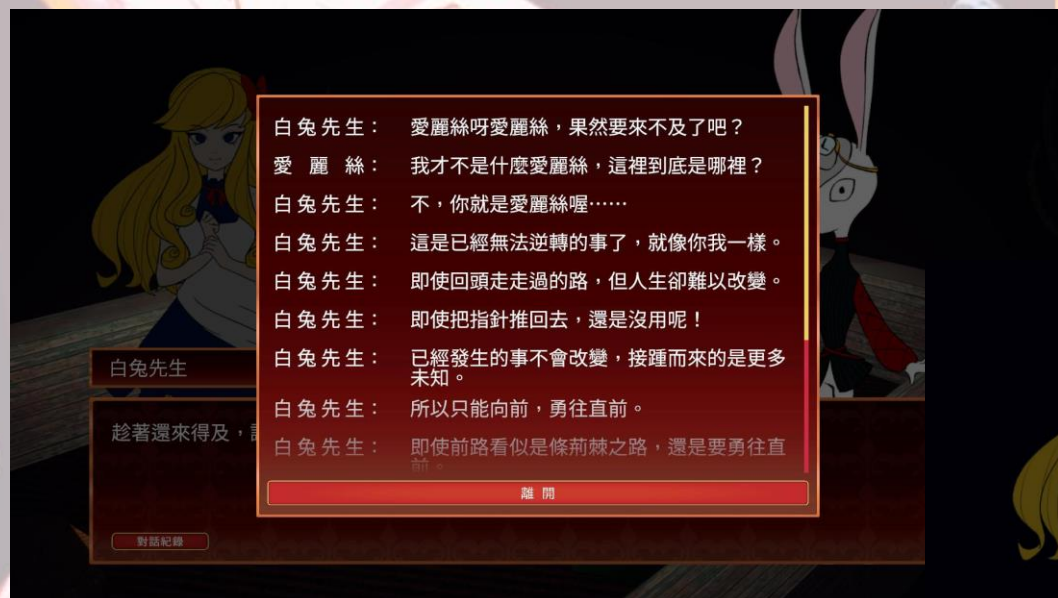 白兔先生： 愛麗絲呀愛麗絲，果然要來不及了吧？
愛麗絲： 我才不是什麼愛麗絲，這裡到底是哪裡？
白兔先生： 不，你就是愛麗絲喔⋯⋯
白兔先生： 這是已經無法逆轉的事了，就像你我一樣。
白兔先生： 即使回頭走走過的路，但人生卻難以改變。
白兔先生： 即使把指針推回去，還是沒用呢！
白兔先生： 已經發生的事不會改變，接踵而來的是更多
未知。
白兔先生： 所以只能向前，勇往直前。
白兔先生： 即使前路看似是條荊棘之路，還是要勇往直
前。
離開
白兔先生
趁著還來得及，
對話紀錄